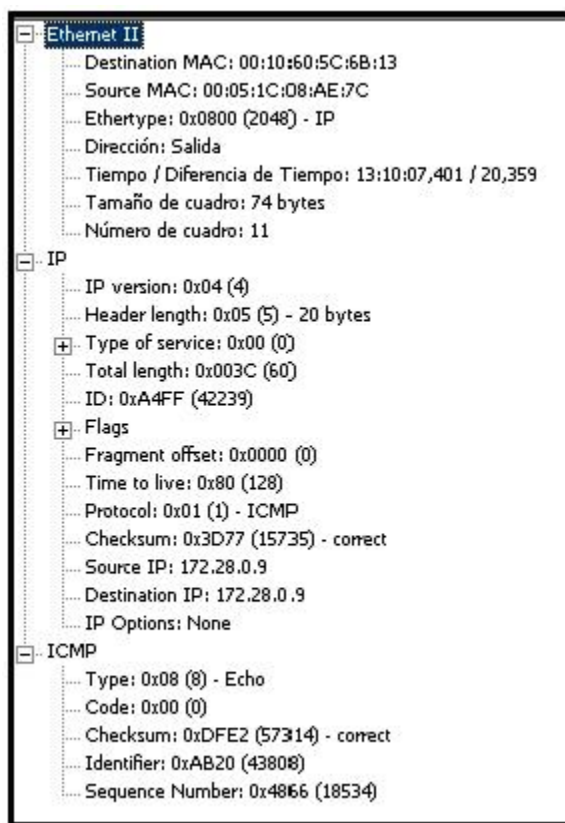 Ethernet II
Destination MAC: 00:10:60:5C:6B:13
Source MAC: 00:05:1C:08:AE:7C
Ethertype: 0x0800 (2048) - IP
Dirección: Salida
Tiempo / Diferencia de Tiempo: 13:10:07,401 / 20,359
Tamaño de cuadro: 74 bytes
Número de cuadro: 11
IP
IP version: 0x04 (4)
Header length: 0x05 (5) - 20 bytes
Type of service: 0x00 (0)
Total length: 0x003C (60)
ID: 0xA4FF (42239)
Flags
Fragment offset: 0x0000 (0)
Time to live: 0x80 (128)
Protocol: 0x01 (1) - ICMP
Checksum: 0x3D77 (15735) - correct
Source IP: 172.28.0.9
Destination IP: 172.28.0.9
IP Options: None
ICMP
Type: 0x08 (8) - Echo
Code: 0x00 (0)
Checksum: 0xDFE2 (57314) - correct
Identifier: 0xAB20 (43808)
Sequence Number: 0x4866 (18534)